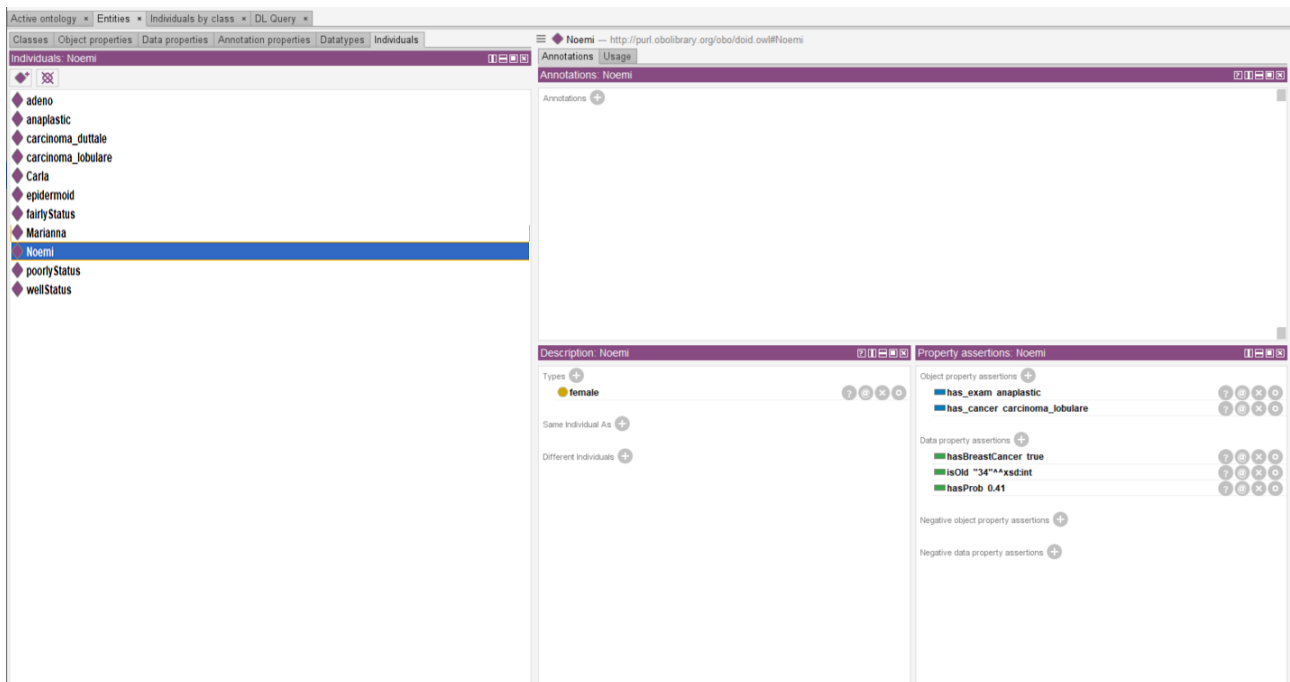 Active ontology × Entities × Individuals by class × DL Query ×
Classes Object properties Data properties Annotation properties Datatypes Individuals
Individuals: Noemi
adeno
anaplastic
carcinoma_duttale
carcinoma_lobulare
Carla
epidermoid
fairlyStatus
Marianna
Noemi
poorlyStatus
wellStatus
Noemi — http://purl.obolibrary.org/obo/doid.owl#Noemi
Annotations Usage
Annotations: Noemi
Annotations
Description: Noemi
Types
female
Same Individual As
Different Individuals
Property assertions: Noemi
Object property assertions
has_exam anaplastic
has_cancer carcinoma_lobulare
Data property assertions
hasBreastCancer true
isOld "34"^^xsd:int
hasProb 0.41
Negative object property assertions
Negative data property assertions